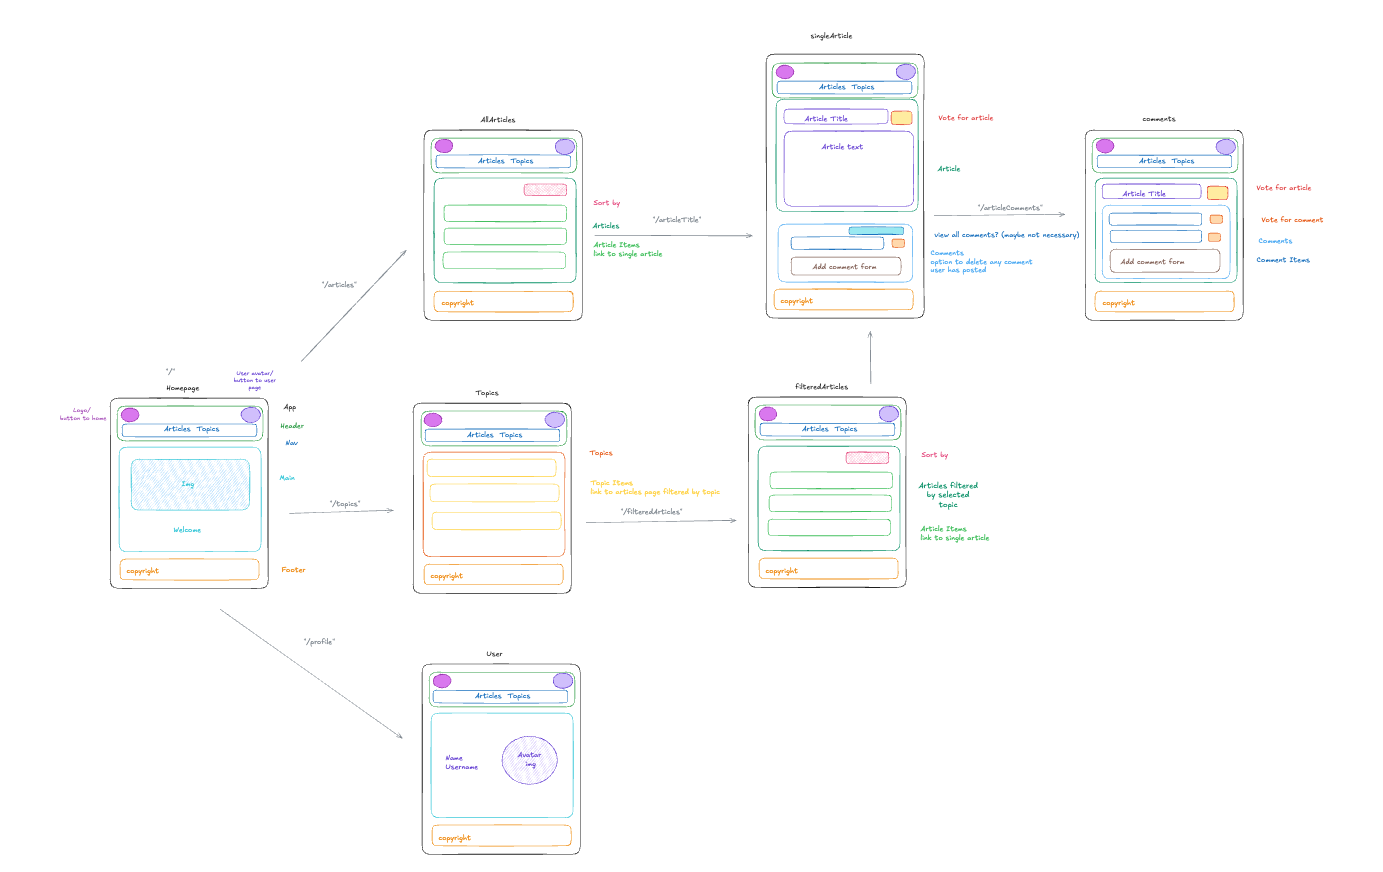 singleArticle
Articles Topics
Article Title
Vote for article
Article text
Article
view all comments? (maybe not necessary)
Comments
option to delete any comment
user has posted
Add comment form
copyright
AllArticles
Articles Topics
Sort by
Articles
Article Items
link to single article
copyright
"/articleTitle"
"/articleComments"
comments
Articles Topics
Article Title
Vote for article
Vote for comment
Comments
Comment Items
Add comment form
copyright
"/articles"
"/"
Homepage
User avatar/
button to user
page
Logo/
button to home
App
Header
Nav
Articles Topics
Main
Img
Welcome
Footer
copyright
"/topics"
Topics
Articles Topics
Topics
Topic Items
link to articles page filtered by topic
copyright
"/filteredArticles"
filteredArticles
Articles Topics
Sort by
Articles filtered
by selected
topic
Article Items
link to single article
copyright
"/profile"
User
Articles Topics
Name
Username
Avatar
img
copyright